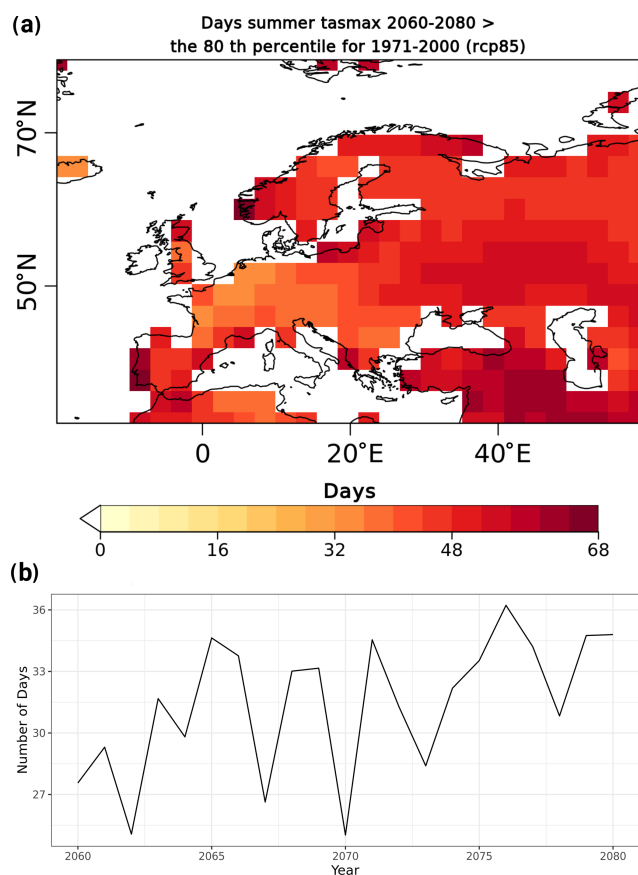 (a)
Days summer tasmax 2060-2080 >
the 80 th percentile for 1971-2000 (rcp85)
70°N
50°N
0 20°E 40°E
Days
0 16 32 48 68
(b)
36
33
30
27
Number of Days
2060 2065 2070 2075 2080
Year